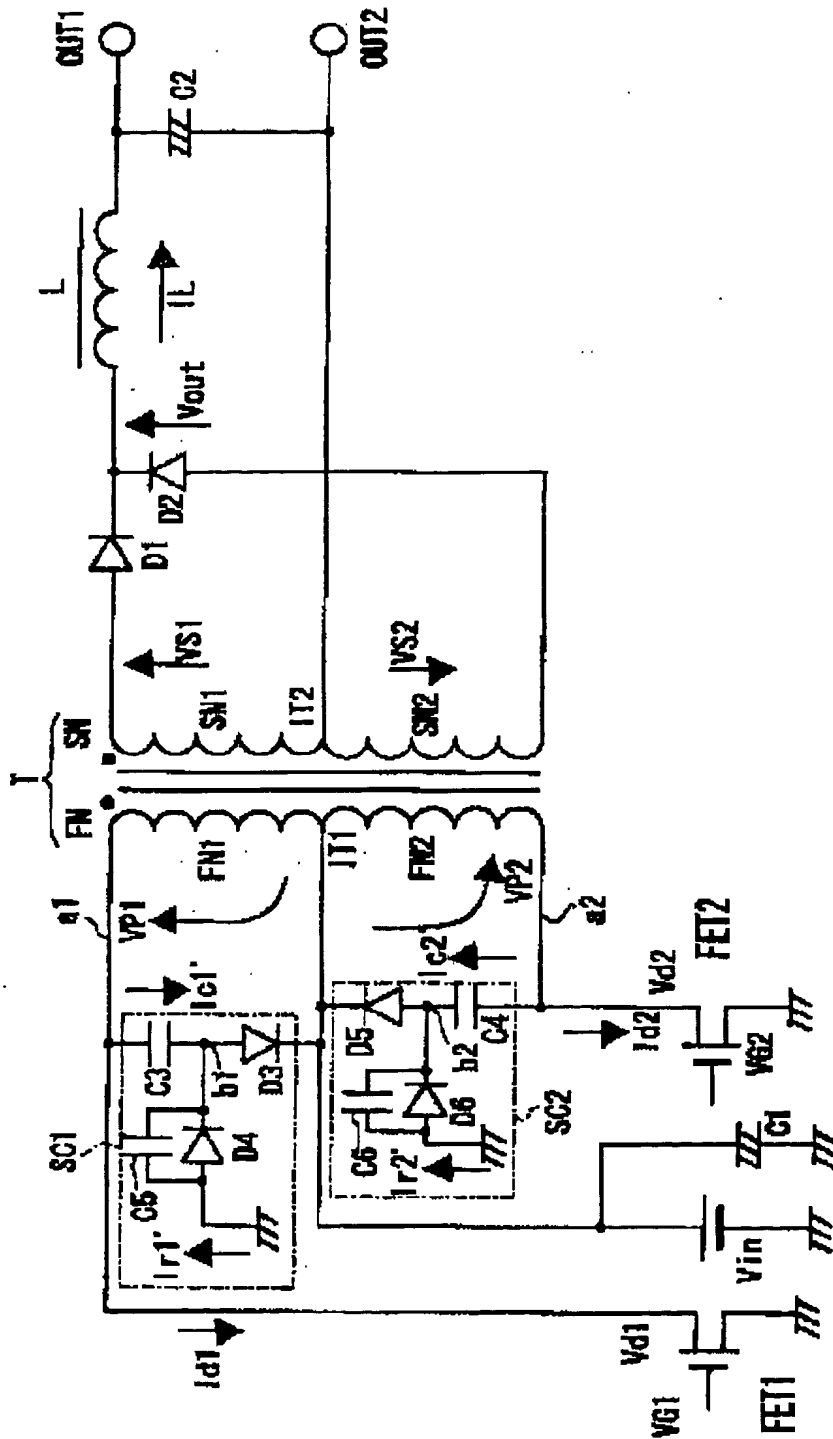 T
FN
SN
OUT1
OUT2
L
IL
C2
Vout
D1
D2
VS1
VS2
SN1
IT2
SN2
a1
VP1
FN1
IT1
FN2
VP2
a2
Ic1'
SC1
C3
b1
D3
C5
D4
Ir1'
Ic2'
D5
b2
C4
C6
D6
Ir2'
SC2
Id1
Id2
Vd1
VG1
FET1
Vin
C1
Vd2
VG2
FET2